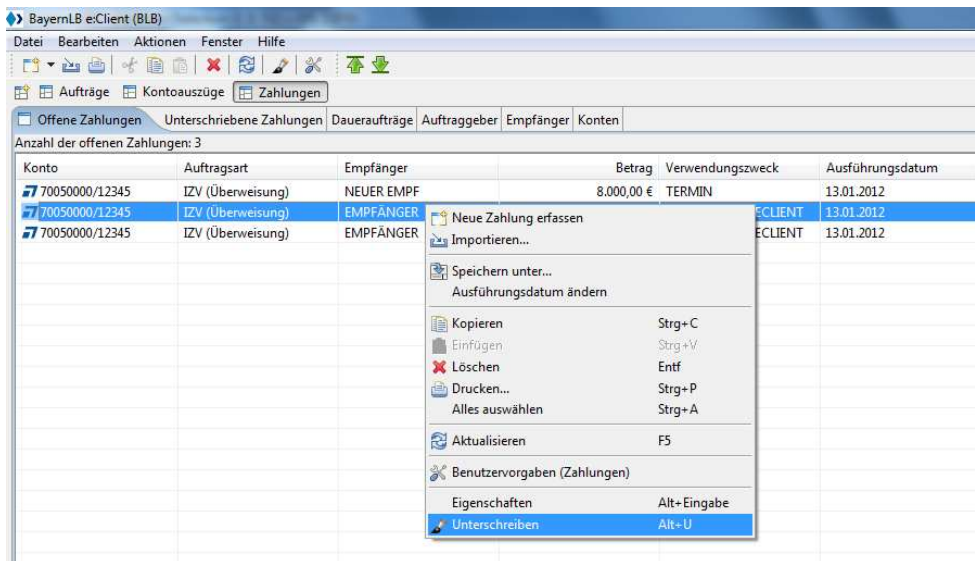 BayernLB e:Client (BLB)
Datei Bearbeiten Aktionen Fenster Hilfe
Aufträge Kontoauszüge Zahlungen
Offene Zahlungen Unterschriebene Zahlungen Daueraufträge Auftraggeber Empfänger Konten
Anzahl der offenen Zahlungen: 3
Konto Auftragsart Empfänger Betrag Verwendungszweck Ausführungsdatum
70050000/12345 IZV (Überweisung) NEUER EMPF 8.000,00 € TERMIN 13.01.2012
70050000/12345 IZV (Überweisung) EMPFÄNGER ECLIENT 13.01.2012
70050000/12345 IZV (Überweisung) EMPFÄNGER ECLIENT 13.01.2012
Neue Zahlung erfassen
Importieren...
Speichern unter...
Ausführungsdatum ändern
Kopieren Strg+C
Einfügen Strg+V
Löschen Entf
Drucken... Strg+P
Alles auswählen Strg+A
Aktualisieren F5
Benutzervorgaben (Zahlungen)
Eigenschaften Alt+Eingabe
Unterschreiben Alt+U